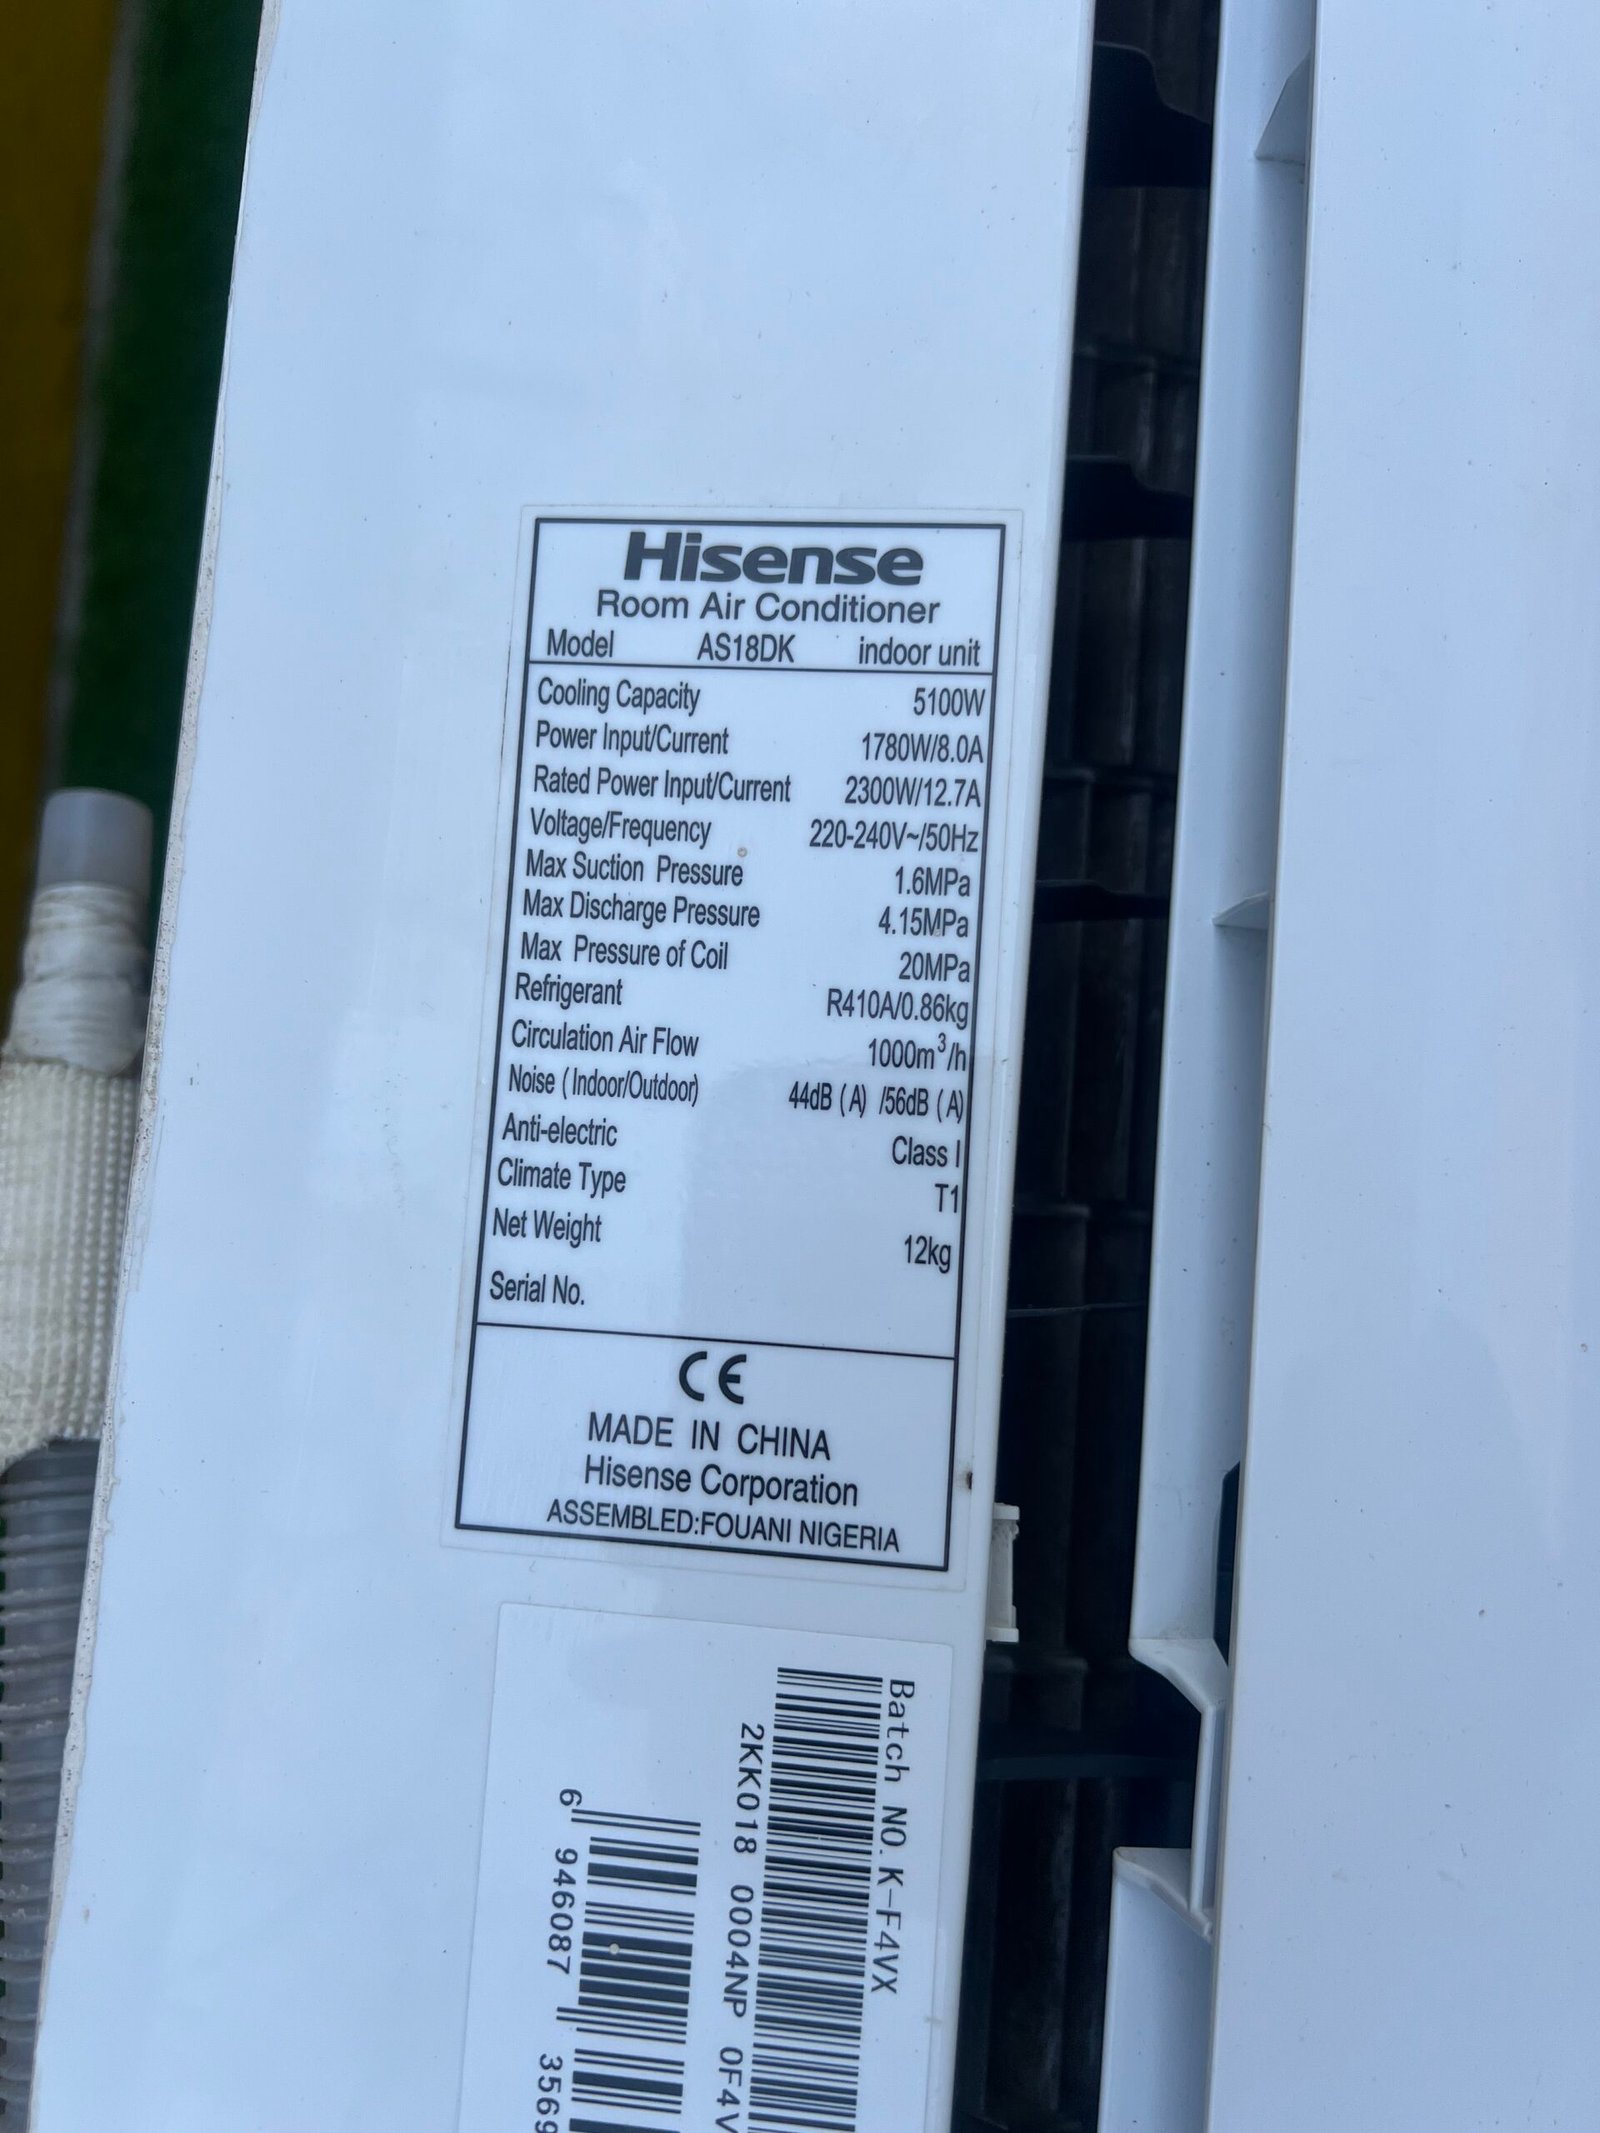 Hisense
Room Air Conditioner
Model AS18DK indoor unit
Cooling Capacity 5100W
Power Input/Current 1780W/8.0A
Rated Power Input/Current 2300W/12.7A
Voltage/Frequency 220-240V~/50Hz
Max Suction Pressure 1.6MPa
Max Discharge Pressure 4.15MPa
Max Pressure of Coil 20MPa
Refrigerant R410A/0.86kg
Circulation Air Flow 1000m³/h
Noise (Indoor/Outdoor) 44dB (A) /56dB (A)
Anti-electric Class I
Climate Type T1
Net Weight 12kg
Serial No.
CE
MADE IN CHINA
Hisense Corporation
ASSEMBLED:FOUANI NIGERIA
Batch NO.K-F4VX
2KK018 0004NP 0F4V
6 946087 3569